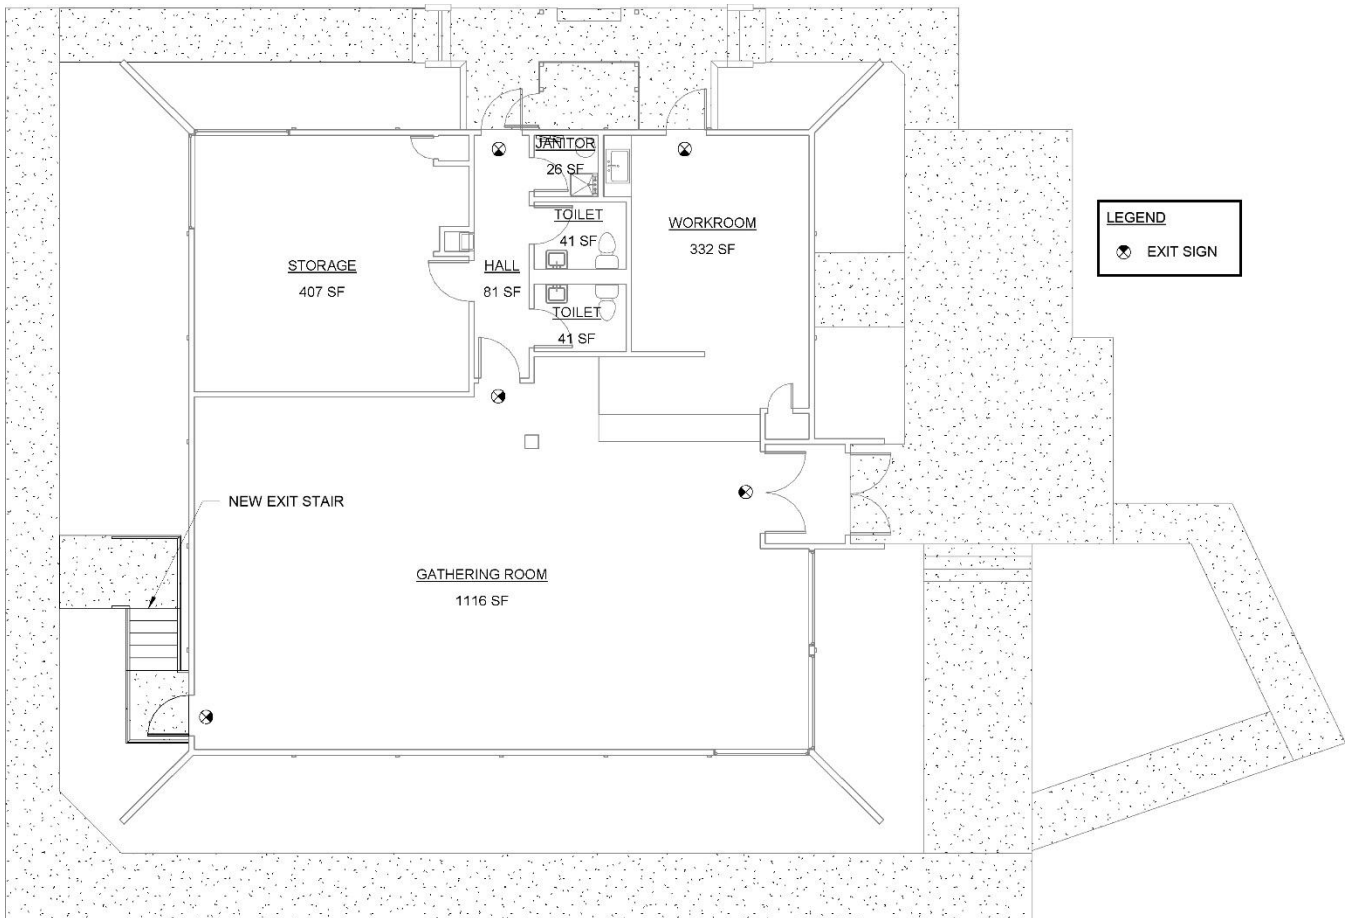 JANITOR
26 SF
TOILET
41 SF
WORKROOM
332 SF
LEGEND
EXIT SIGN
STORAGE
407 SF
HALL
81 SF
TOILET
41 SF
NEW EXIT STAIR
GATHERING ROOM
1116 SF